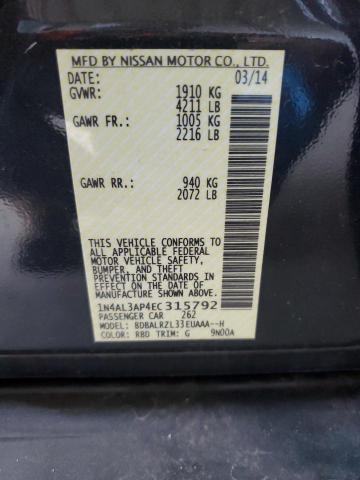 MFD BY NISSAN MOTOR CO., LTD.
DATE: 03/14
GVWR: 1910 KG
4211 LB
GAWR FR.: 1005 KG
2216 LB
GAWR RR.: 940 KG
2072 LB
THIS VEHICLE CONFORMS TO
ALL APPLICABLE FEDERAL
MOTOR VEHICLE SAFETY,
BUMPER, AND THEFT
PREVENTION STANDARDS IN
EFFECT ON THE DATE OF
MANUFACTURE SHOWN ABOVE.
1N4AL3AP4EC315792
PASSENGER CAR 262
MODEL: BDBALRZL33EUAAA--H
COLOR: RBD TRIM: G 9N00A